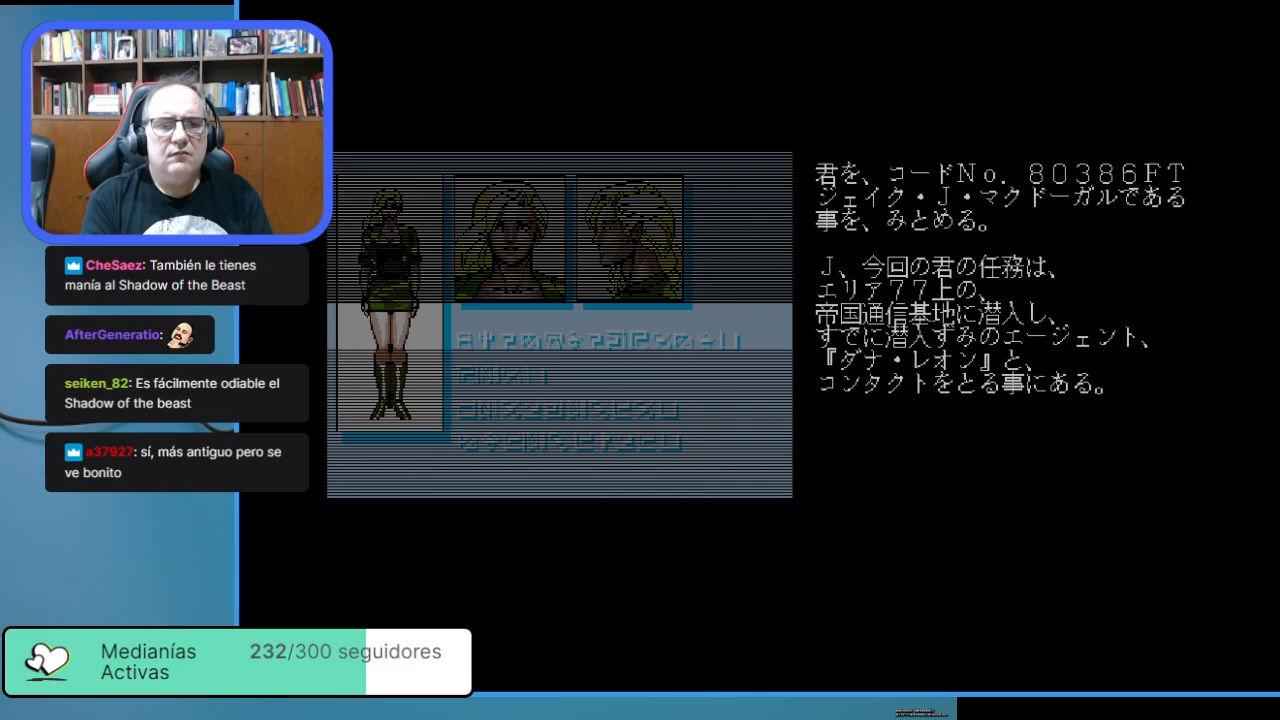 CheSaez: También le tienes
manía al Shadow of the Beast
AfterGeneratio:
seiken_82: Es fácilmente odiable el
Shadow of the beast
a37927: sí, más antiguo pero se
ve bonito
Medianías
Activas
232/300 seguidores
君を、コードNo.80386FT
ジェイク・J・マクドーガルである
事を、みとめる。
J、今回の君の任務は、
エリア77上の、
帝国通信基地に潜入し、
すでに潜入ずみのエージェント、
『ダナ・レオン』と、
コンタクトをとる事にある。